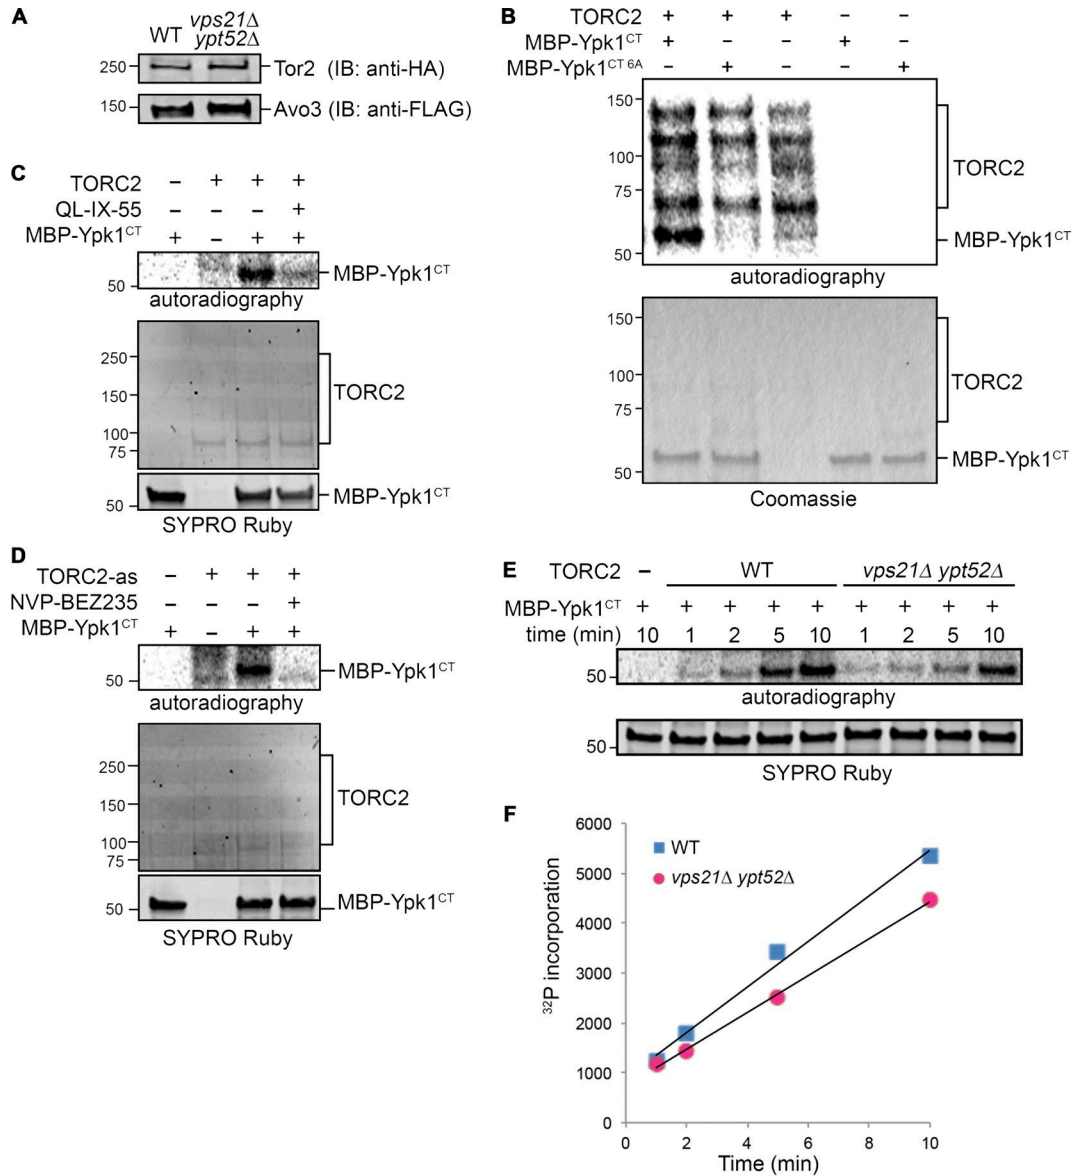 A
WT vps21Δ ypt52Δ
250 Tor2 (IB: anti-HA)
150 Avo3 (IB: anti-FLAG)
B
TORC2 + + + – –
MBP-Ypk1CT + – – + –
MBP-Ypk1CT 6A – + – – +
150
100
75
50
TORC2
MBP-Ypk1CT
autoradiography
150
100
75
50
TORC2
MBP-Ypk1CT
Coomassie
C
TORC2 – + + +
QL-IX-55 – – – +
MBP-Ypk1CT + – + +
50 MBP-Ypk1CT
autoradiography
250
150
100
75
TORC2
50 MBP-Ypk1CT
SYPRO Ruby
D
TORC2-as – + + +
NVP-BEZ235 – – – +
MBP-Ypk1CT + – + +
50 MBP-Ypk1CT
autoradiography
250
150
100
75
TORC2
50 MBP-Ypk1CT
SYPRO Ruby
E
TORC2 – WT vps21Δ ypt52Δ
MBP-Ypk1CT + + + + + + + + +
time (min) 10 1 2 5 10 1 2 5 10
50
autoradiography
50
SYPRO Ruby
F
WT
vps21Δ ypt52Δ
32P incorporation
6000
5000
4000
3000
2000
1000
0
0 2 4 6 8 10
Time (min)